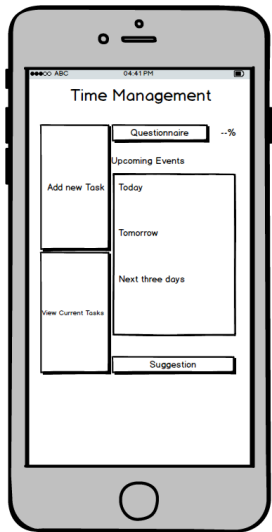 ABC 04:41 PM
Time Management
Questionnaire --%
Upcoming Events
Add new Task
Today
Tomorrow
Next three days
View Current Tasks
Suggestion